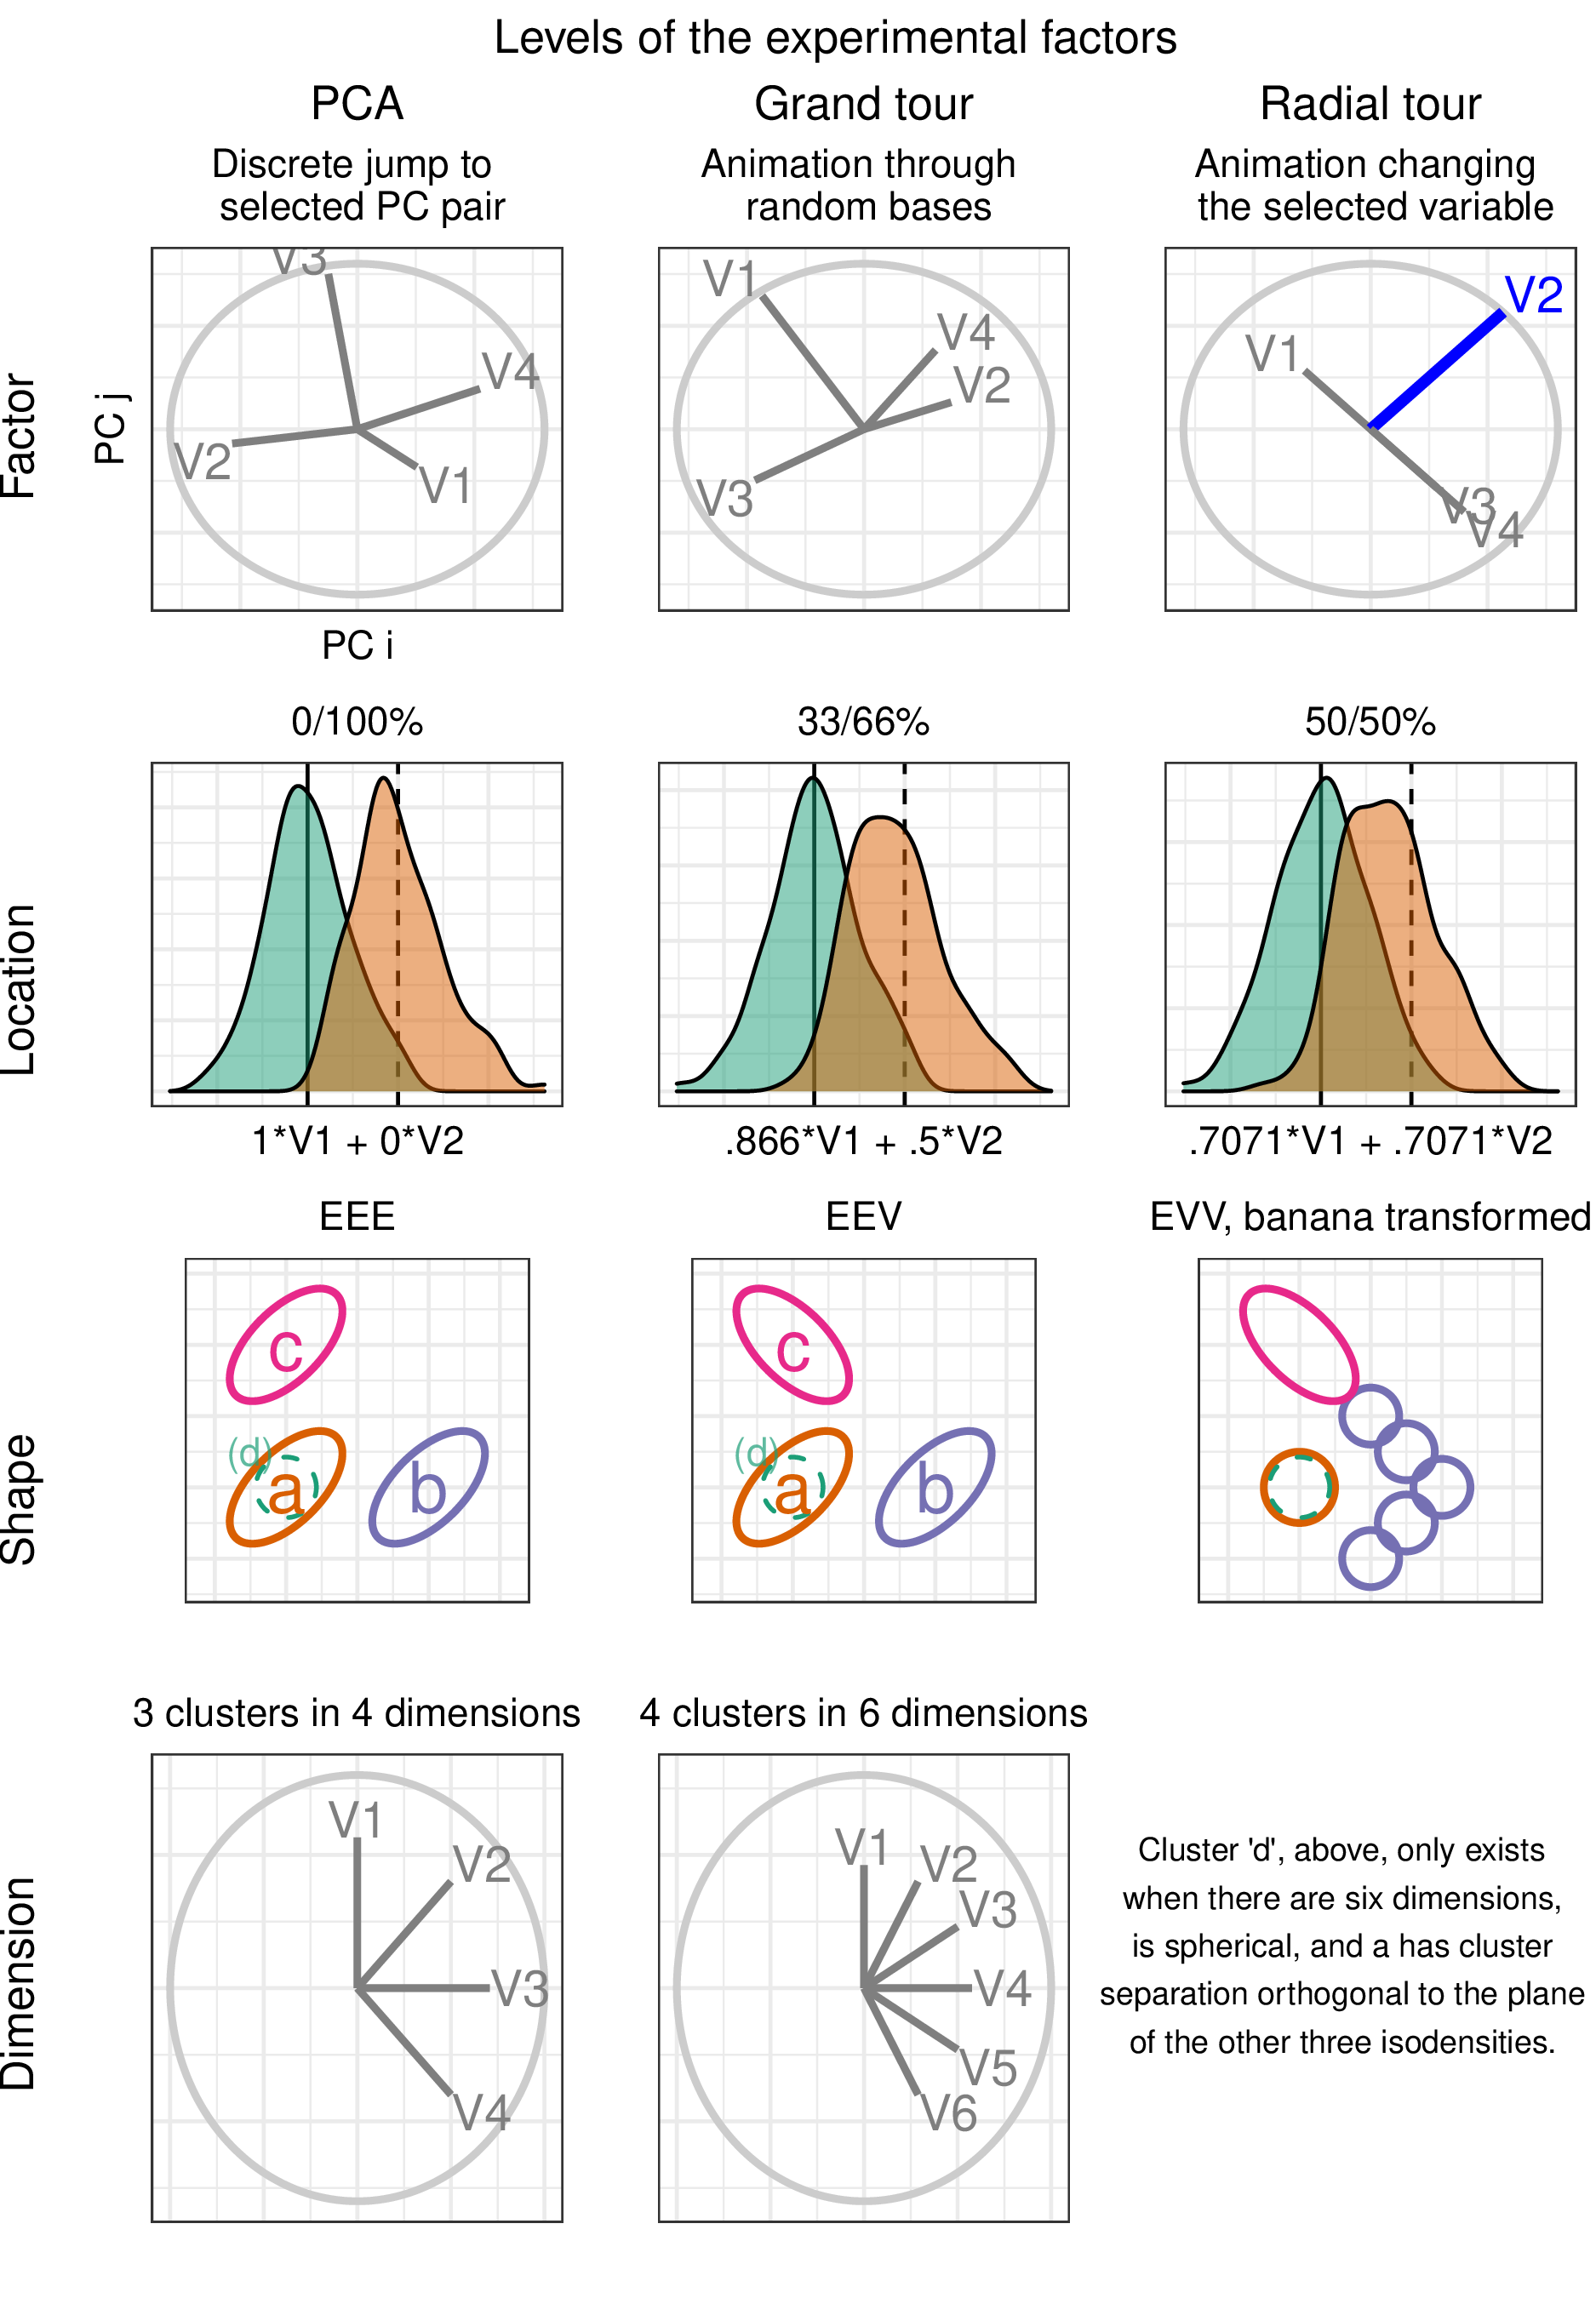 Levels of the experimental factors
PCA
Grand tour
Radial tour
Discrete jump to
selected PC pair
Animation through
random bases
Animation changing
the selected variable
Factor
PC j
V3
V4
V2
V1
PC i
V1
V4
V2
V3
V2
V1
V3
V4
Location
0/100%
33/66%
50/50%
1*V1 + 0*V2
.866*V1 + .5*V2
.7071*V1 + .7071*V2
Shape
EEE
EEV
EVV, banana transformed
c
(d)
a
b
c
(d)
a
b
Dimension
3 clusters in 4 dimensions
4 clusters in 6 dimensions
V1
V2
V3
V4
V1
V2
V3
V4
V5
V6
Cluster 'd', above, only exists
when there are six dimensions,
is spherical, and a has cluster
separation orthogonal to the plane
of the other three isodensities.